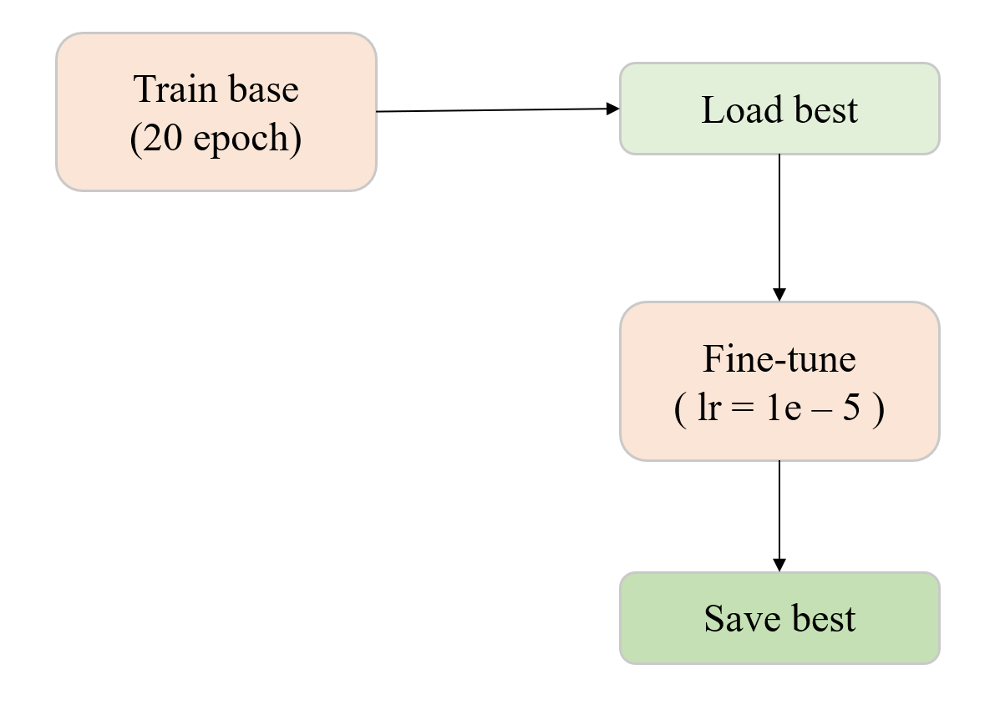 Train base
(20 epoch)
Load best
Fine-tune
( lr = 1e – 5 )
Save best